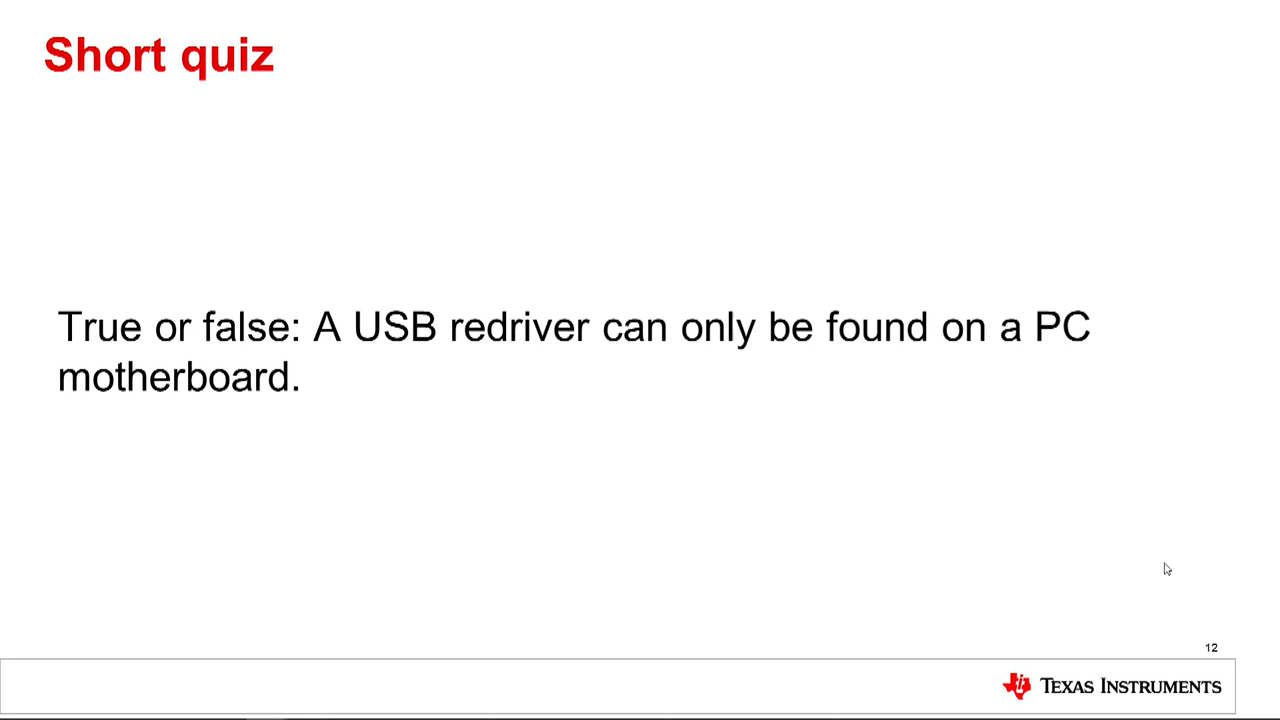 Short quiz
True or false: A USB redriver can only be found on a PC
motherboard.
12
TEXAS INSTRUMENTS